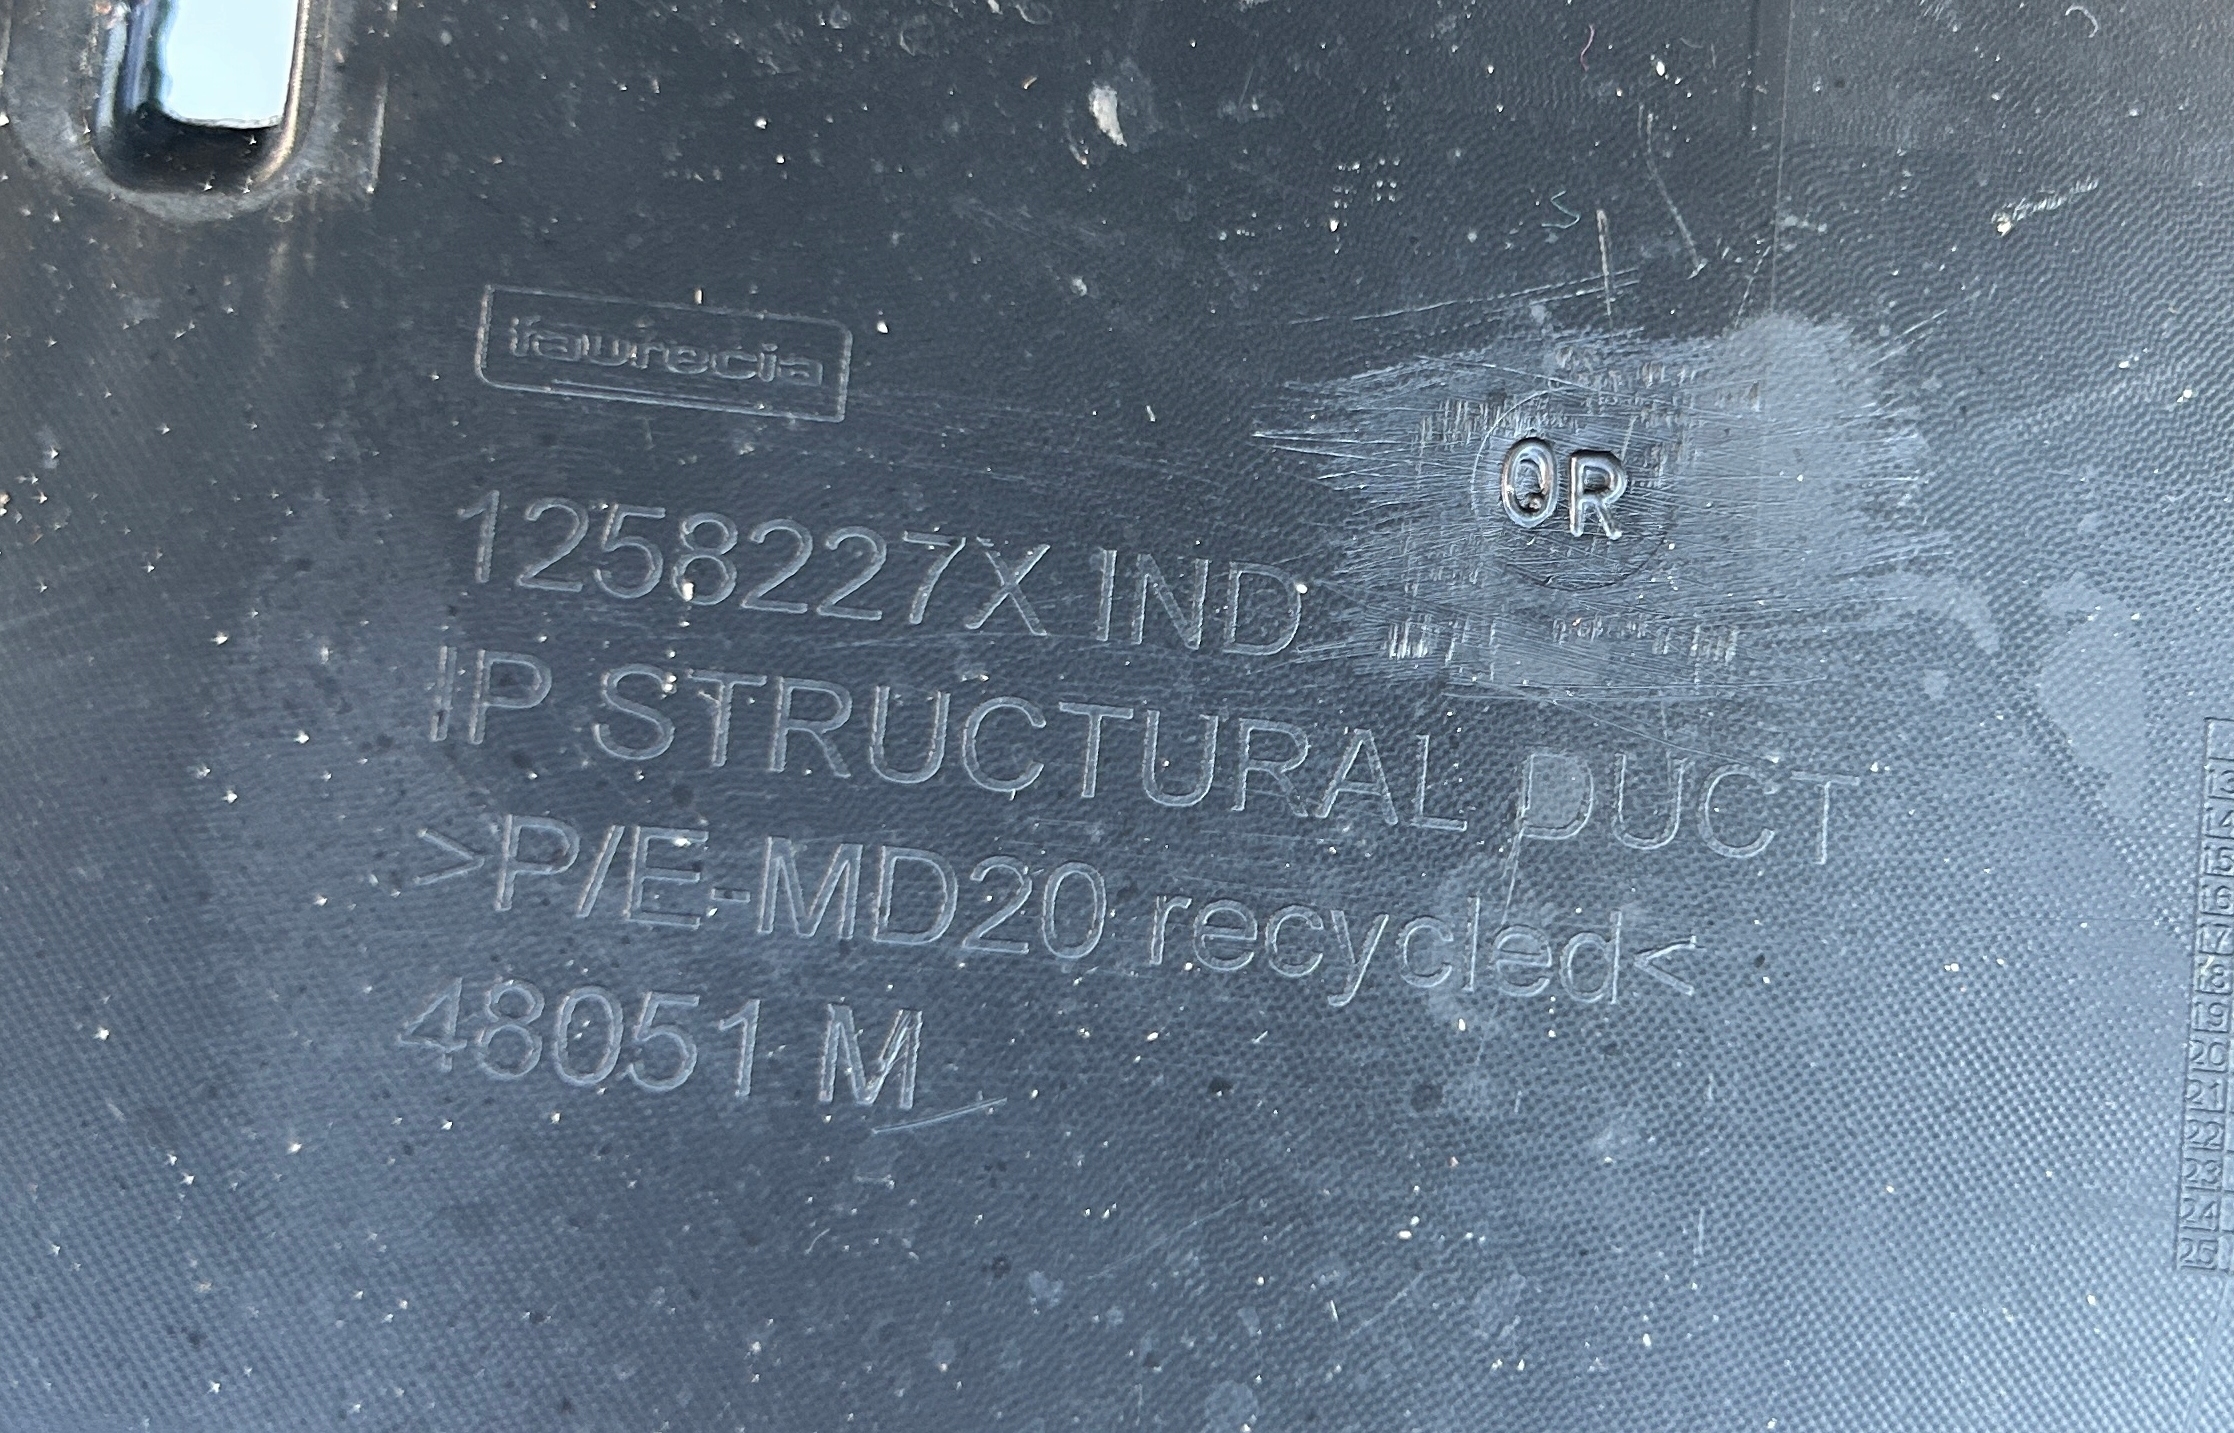 faurecia
1258227X IND
QR
IP STRUCTURAL DUCT
>P/E-MD20 recycled<
48051 M